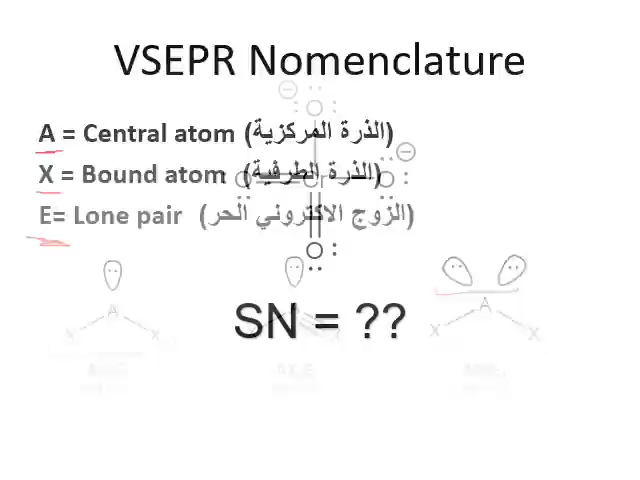 VSEPR Nomenclature
A = Central atom (الذرة المركزية)
X = Bound atom (الذرة الطرفية)
E= Lone pair (الزوج الالكتروني الحر)
SN = ??